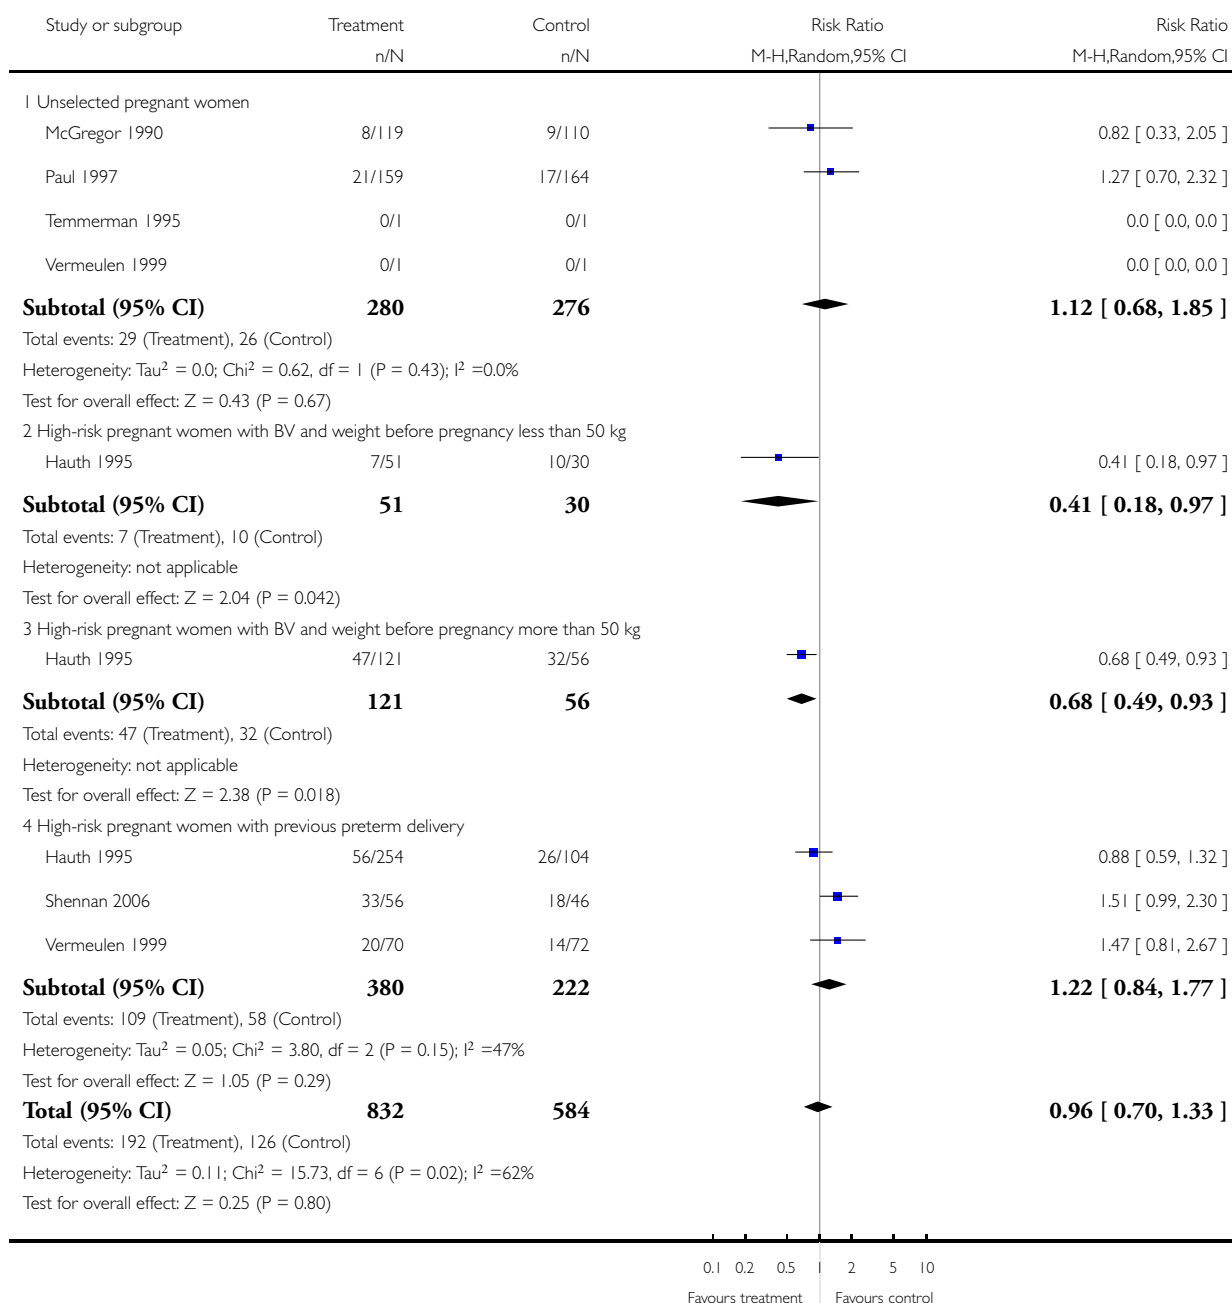 Study or subgroup Treatment Control Risk Ratio Risk Ratio
n/N n/N M-H,Random,95% CI M-H,Random,95% CI
1 Unselected pregnant women
McGregor 1990 8/119 9/110 0.82 [ 0.33, 2.05 ]
Paul 1997 21/159 17/164 1.27 [ 0.70, 2.32 ]
Temmerman 1995 0/1 0/1 0.0 [ 0.0, 0.0 ]
Vermeulen 1999 0/1 0/1 0.0 [ 0.0, 0.0 ]
Subtotal (95% CI) 280 276 1.12 [ 0.68, 1.85 ]
Total events: 29 (Treatment), 26 (Control)
Heterogeneity: Tau² = 0.0; Chi² = 0.62, df = 1 (P = 0.43); I² =0.0%
Test for overall effect: Z = 0.43 (P = 0.67)
2 High-risk pregnant women with BV and weight before pregnancy less than 50 kg
Hauth 1995 7/51 10/30 0.41 [ 0.18, 0.97 ]
Subtotal (95% CI) 51 30 0.41 [ 0.18, 0.97 ]
Total events: 7 (Treatment), 10 (Control)
Heterogeneity: not applicable
Test for overall effect: Z = 2.04 (P = 0.042)
3 High-risk pregnant women with BV and weight before pregnancy more than 50 kg
Hauth 1995 47/121 32/56 0.68 [ 0.49, 0.93 ]
Subtotal (95% CI) 121 56 0.68 [ 0.49, 0.93 ]
Total events: 47 (Treatment), 32 (Control)
Heterogeneity: not applicable
Test for overall effect: Z = 2.38 (P = 0.018)
4 High-risk pregnant women with previous preterm delivery
Hauth 1995 56/254 26/104 0.88 [ 0.59, 1.32 ]
Shennan 2006 33/56 18/46 1.51 [ 0.99, 2.30 ]
Vermeulen 1999 20/70 14/72 1.47 [ 0.81, 2.67 ]
Subtotal (95% CI) 380 222 1.22 [ 0.84, 1.77 ]
Total events: 109 (Treatment), 58 (Control)
Heterogeneity: Tau² = 0.05; Chi² = 3.80, df = 2 (P = 0.15); I² =47%
Test for overall effect: Z = 1.05 (P = 0.29)
Total (95% CI) 832 584 0.96 [ 0.70, 1.33 ]
Total events: 192 (Treatment), 126 (Control)
Heterogeneity: Tau² = 0.11; Chi² = 15.73, df = 6 (P = 0.02); I² =62%
Test for overall effect: Z = 0.25 (P = 0.80)
0.1 0.2 0.5 1 2 5 10
Favours treatment Favours control